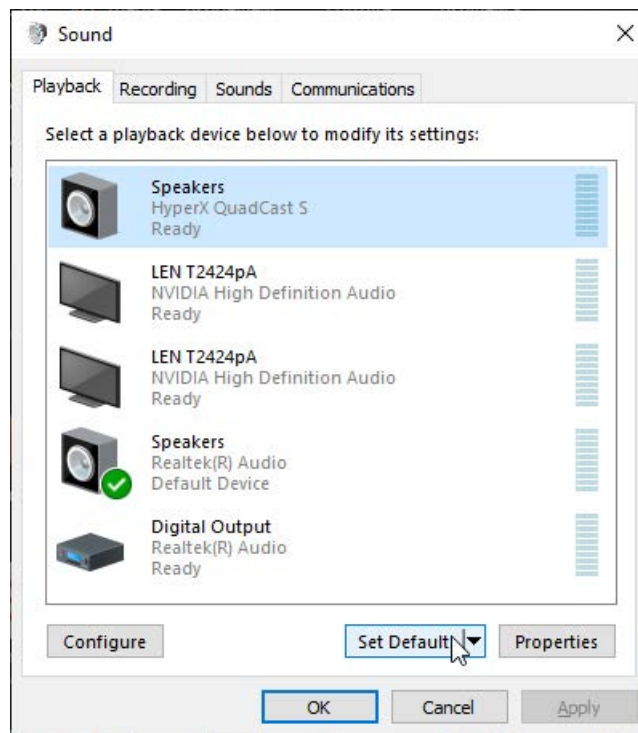 Sound
Playback Recording Sounds Communications
Select a playback device below to modify its settings:
Speakers
HyperX QuadCast S
Ready
LEN T2424pA
NVIDIA High Definition Audio
Ready
LEN T2424pA
NVIDIA High Definition Audio
Ready
Speakers
Realtek(R) Audio
Default Device
Digital Output
Realtek(R) Audio
Ready
Configure Set Default Properties
OK Cancel Apply